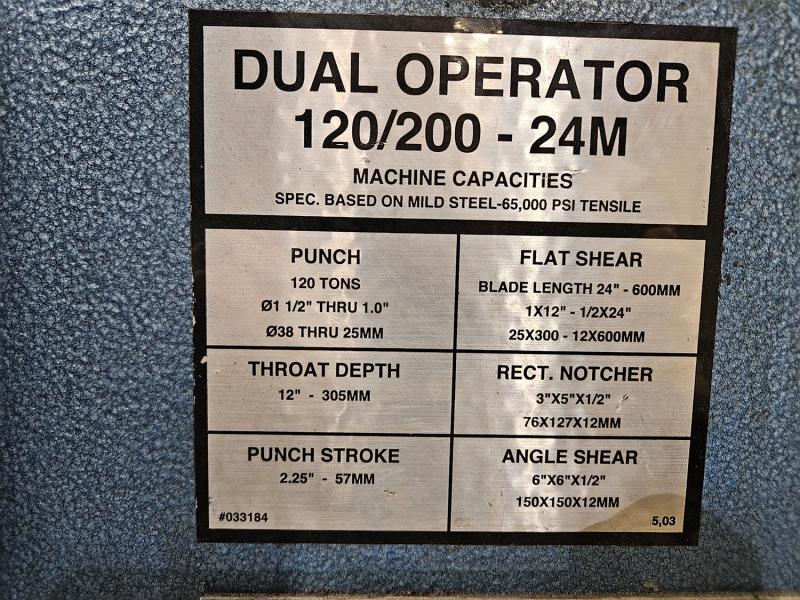 DUAL OPERATOR
120/200 - 24M
MACHINE CAPACITIES
SPEC. BASED ON MILD STEEL-65,000 PSI TENSILE
PUNCH
120 TONS
Ø1 1/2" THRU 1.0"
Ø38 THRU 25MM
FLAT SHEAR
BLADE LENGTH 24" - 600MM
1X12" - 1/2X24"
25X300 - 12X600MM
THROAT DEPTH
12" - 305MM
RECT. NOTCHER
3"X5"X1/2"
76X127X12MM
PUNCH STROKE
2.25" - 57MM
#033184
ANGLE SHEAR
6"X6"X1/2"
150X150X12MM
5,03